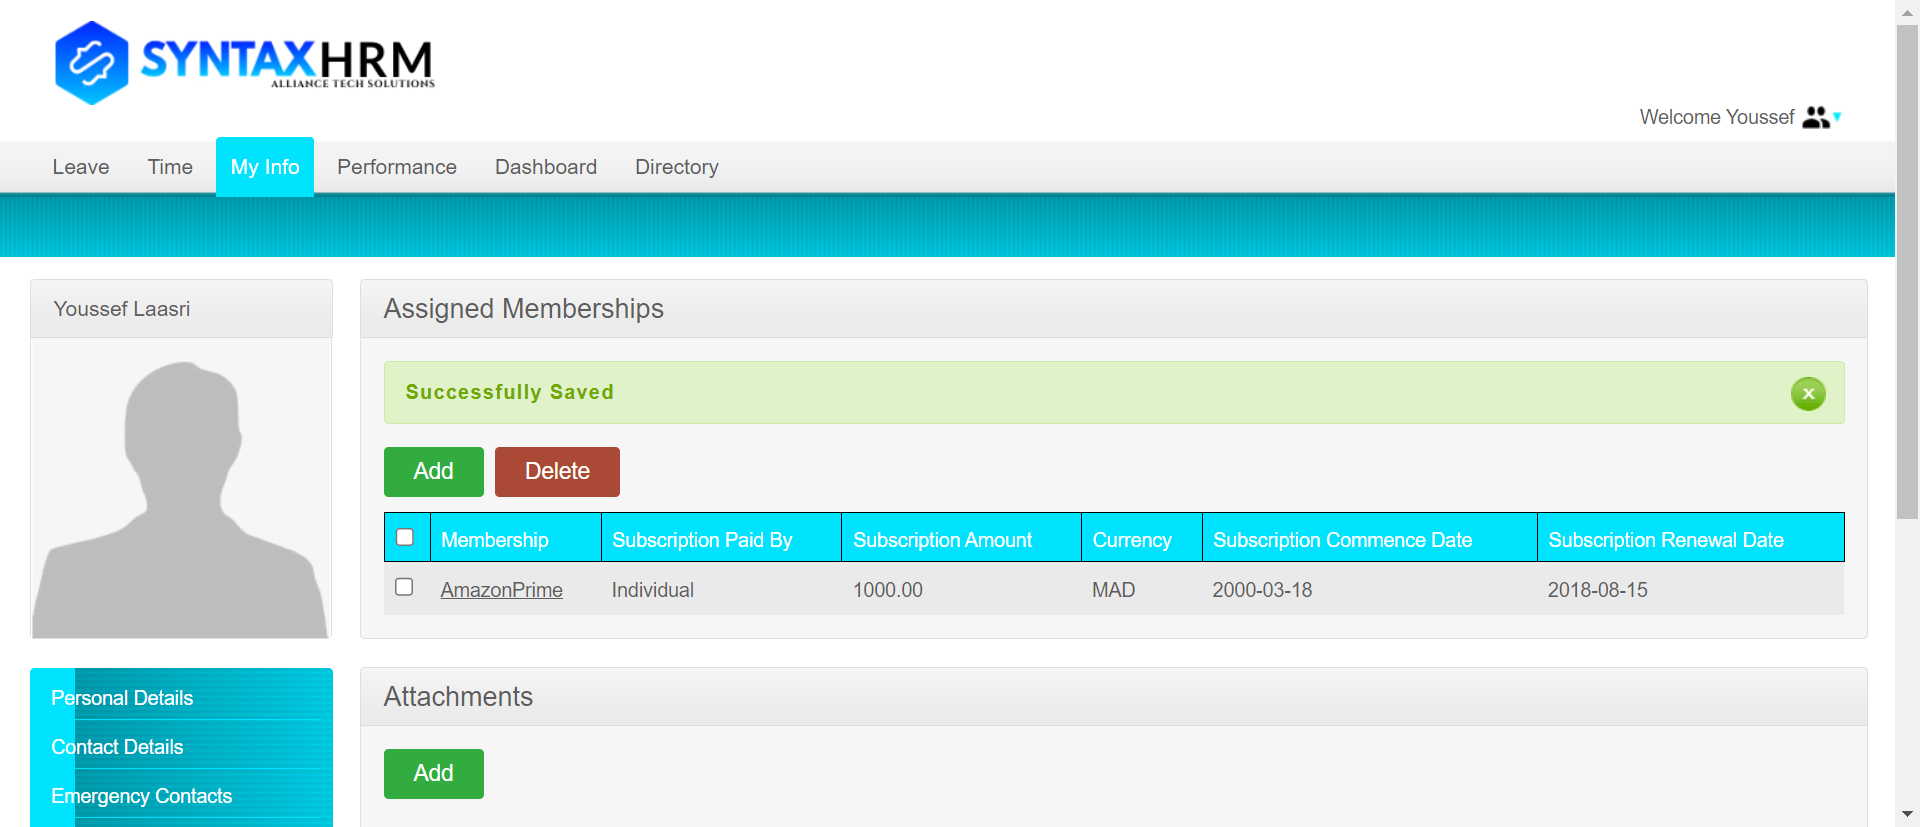 SYNTAXHRM
ALLIANCE TECH SOLUTIONS
Welcome Youssef
Leave Time My Info Performance Dashboard Directory
Youssef Laasri
Assigned Memberships
Successfully Saved
Add Delete
Membership Subscription Paid By Subscription Amount Currency Subscription Commence Date Subscription Renewal Date
AmazonPrime Individual 1000.00 MAD 2000-03-18 2018-08-15
Personal Details
Contact Details
Emergency Contacts
Attachments
Add